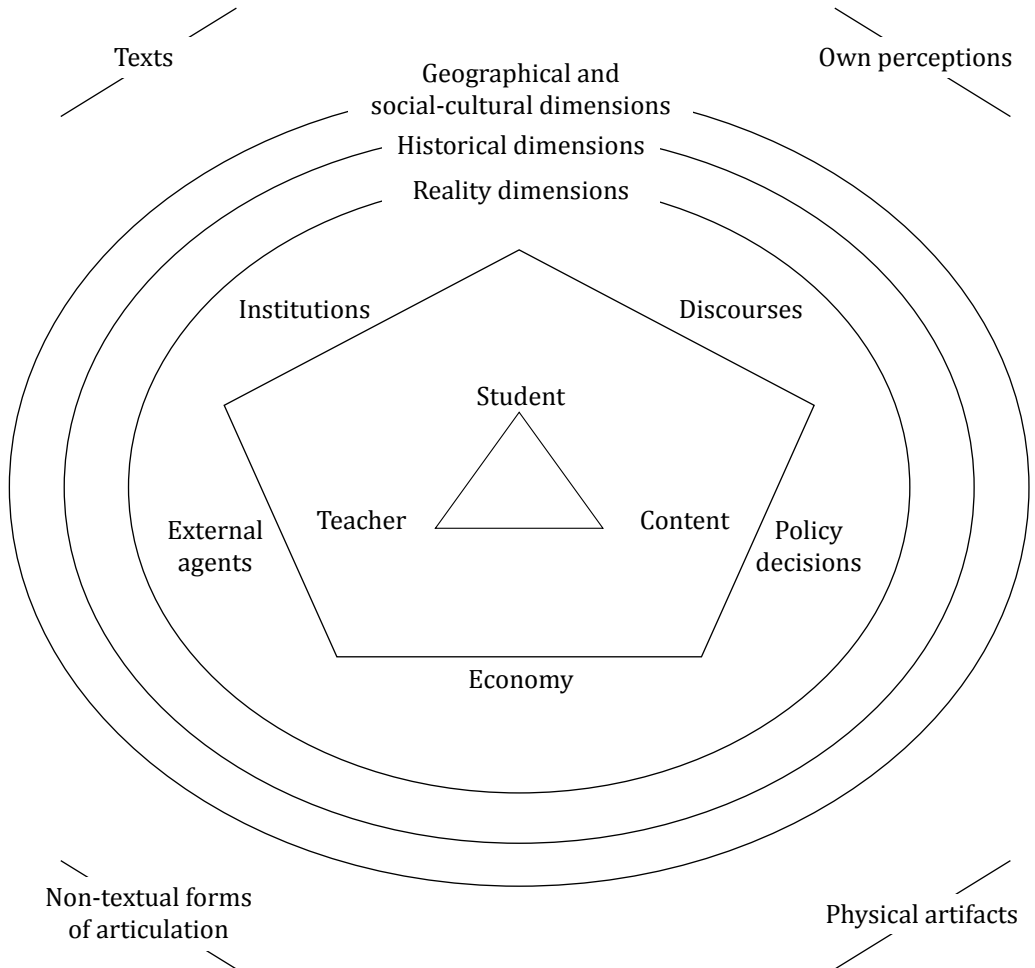 Texts
Own perceptions
Geographical and
social-cultural dimensions
Historical dimensions
Reality dimensions
Institutions
Discourses
Student
Teacher
Content
External
agents
Policy
decisions
Economy
Non-textual forms
of articulation
Physical artifacts